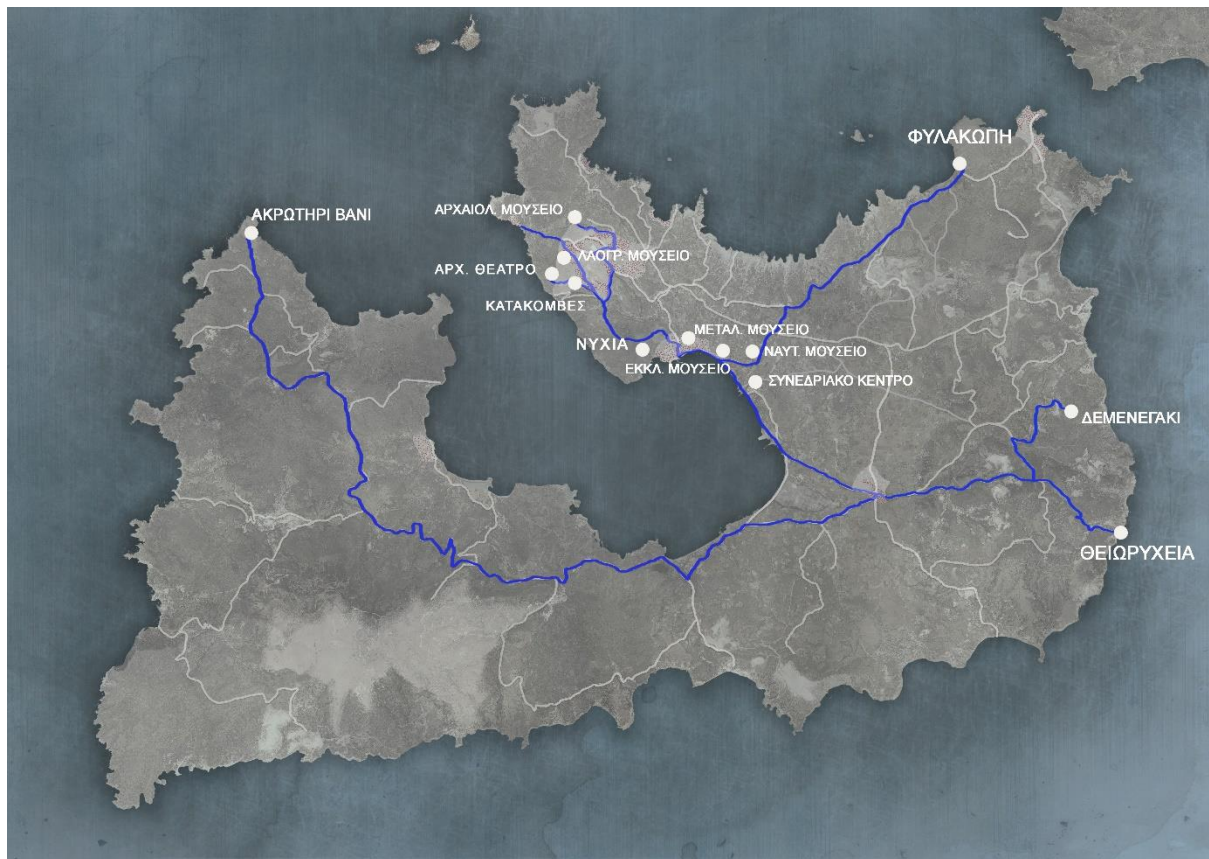 ΦΥΛΑΚΩΠΗ
ΑΚΡΩΤΗΡΙ ΒΑΝΙ
ΑΡΧΑΙΟΛ. ΜΟΥΣΕΙΟ
ΛΑΟΓΡ. ΜΟΥΣΕΙΟ
ΑΡΧ. ΘΕΑΤΡΟ
ΚΑΤΑΚΟΜΒΕΣ
ΜΕΤΑΛ. ΜΟΥΣΕΙΟ
ΝΥΧΙΑ
ΝΑΥΤ. ΜΟΥΣΕΙΟ
ΕΚΚΛ. ΜΟΥΣΕΙΟ
ΣΥΝΕΔΡΙΑΚΟ ΚΕΝΤΡΟ
ΔΕΜΕΝΕΓΑΚΙ
ΘΕΙΩΡΥΧΕΙΑ